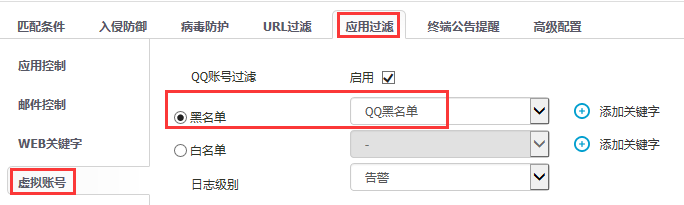 匹配条件 入侵防御 病毒防护 URL过滤 应用过滤 终端公告提醒 高级配置
应用控制
邮件控制
WEB关键字
虚拟账号
QQ账号过滤 启用
黑名单 QQ黑名单 添加关键字
白名单 - 添加关键字
日志级别 告警